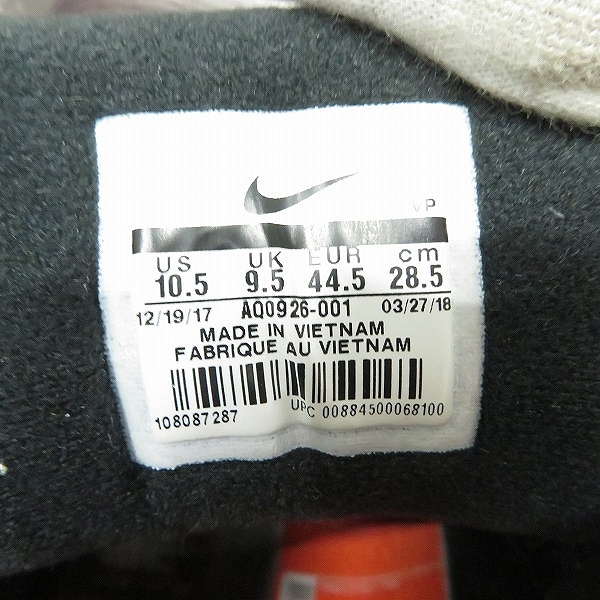 VP
US UK EUR cm
10.5 9.5 44.5 28.5
12/19/17 AQ0926-001 03/27/18
MADE IN VIETNAM
FABRIQUE AU VIETNAM
108087287 UPC 00884500068100